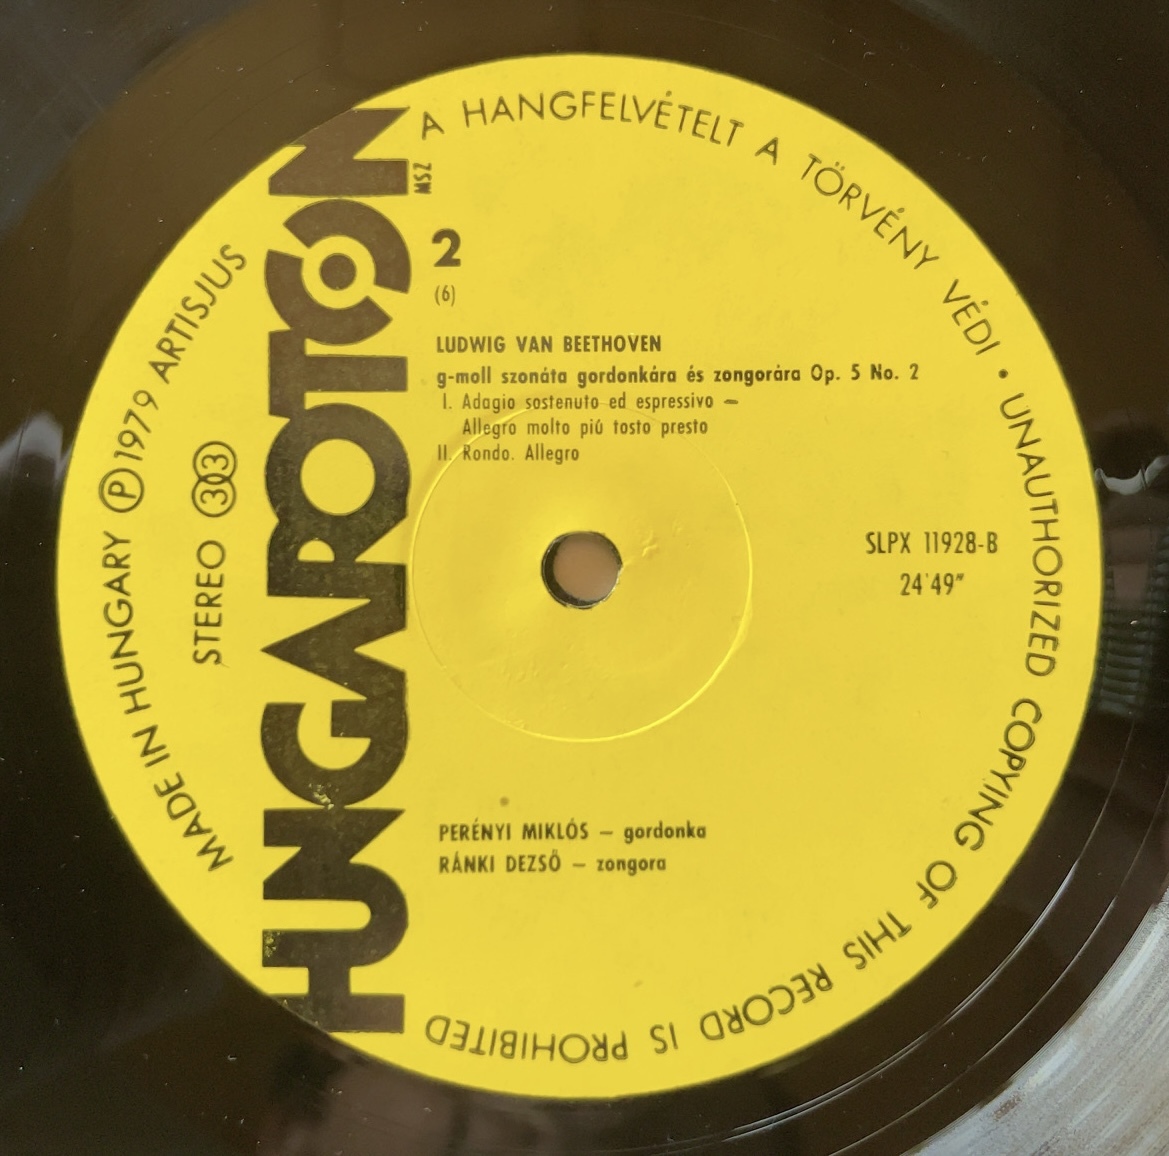 HUNGAROTON
MSZ
A HANGFELVÉTELT A TÖRVÉNY VÉDI • UNAUTHORIZED COPYING OF THIS RECORD IS PROHIBITED
MADE IN HUNGARY Ⓟ 1979 ARTISJUS
STEREO 33
2
(6)
LUDWIG VAN BEETHOVEN
g-moll szonáta gordonkára és zongorára Op. 5 No. 2
I. Adagio sostenuto ed espressivo –
Allegro molto piú tosto presto
II. Rondo. Allegro
SLPX 11928-B
24'49"
PERÉNYI MIKLÓS – gordonka
RÁNKI DEZSŐ – zongora